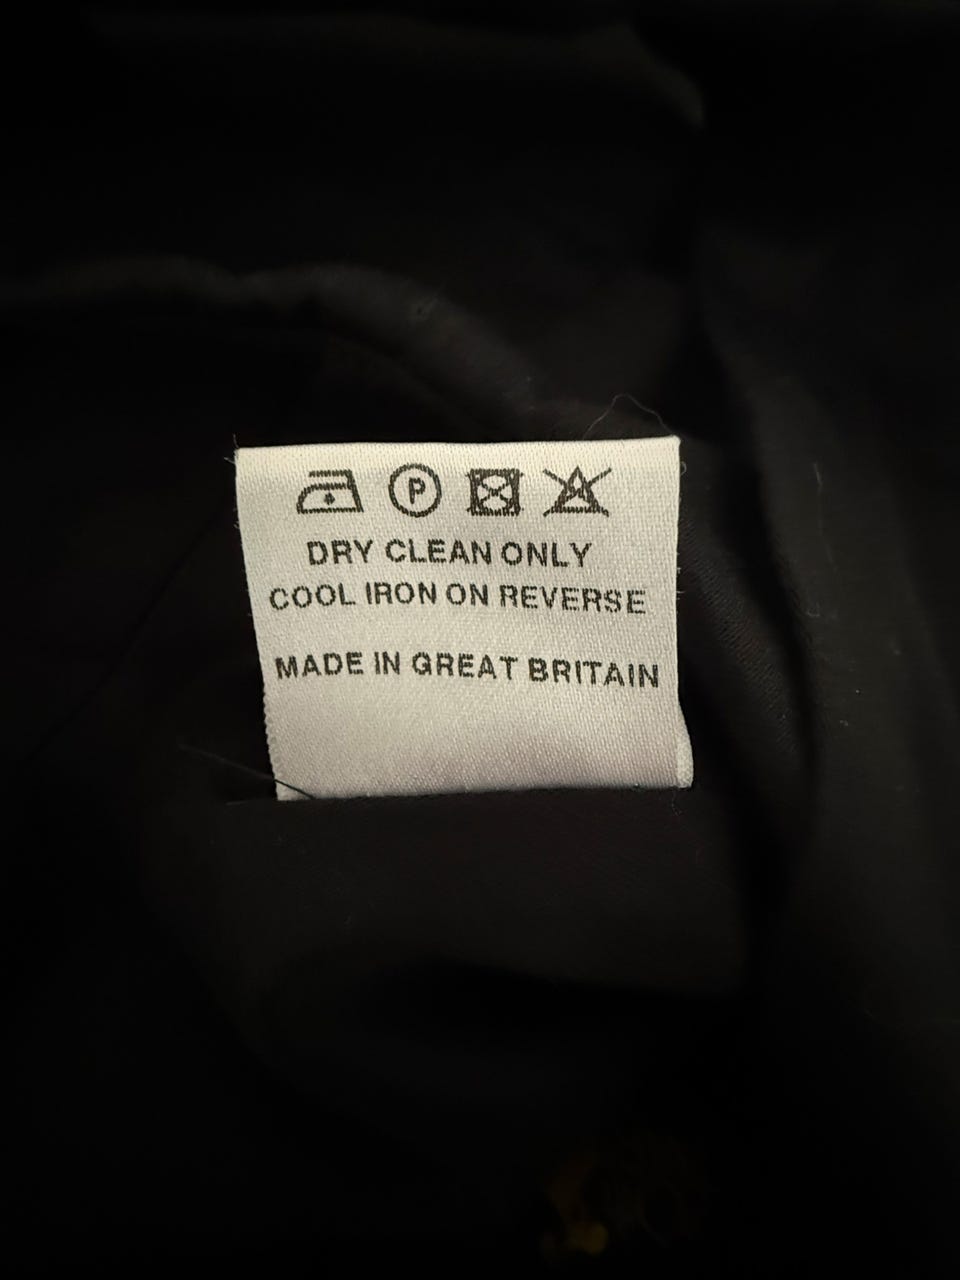 P A
DRY CLEAN ONLY
COOL IRON ON REVERSE
MADE IN GREAT BRITAIN